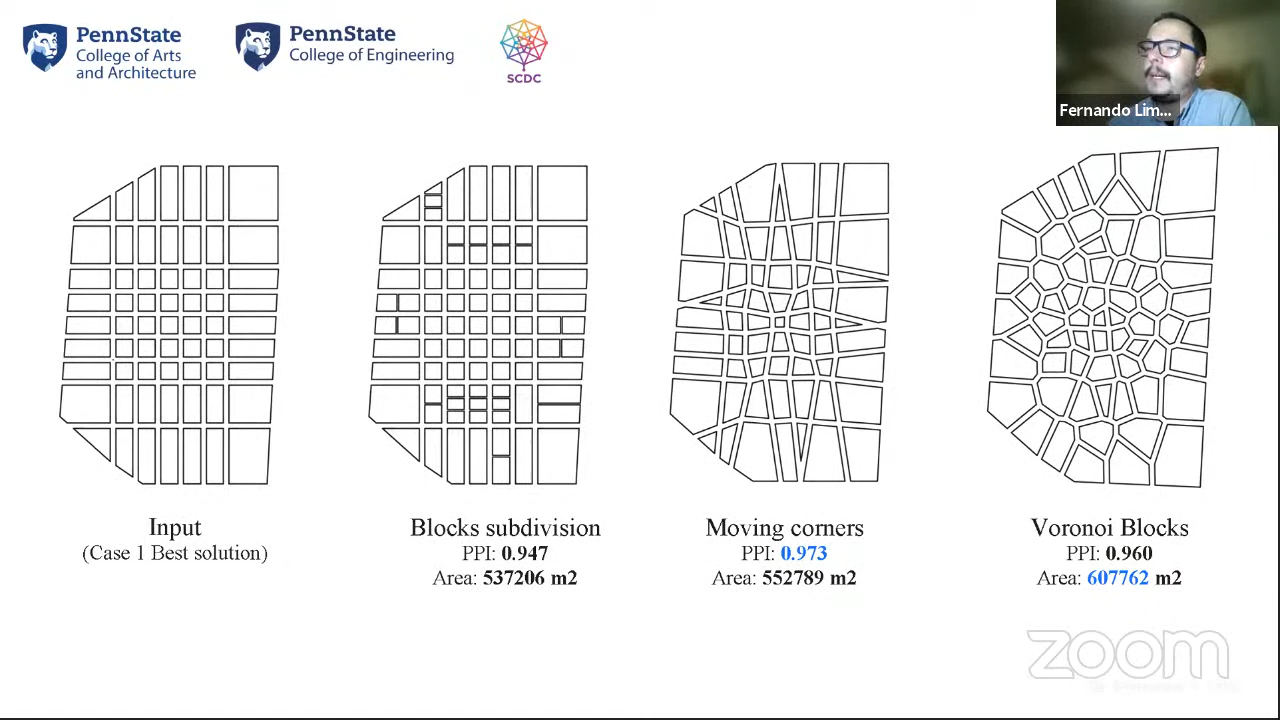 PennState
College of Arts
and Architecture
PennState
College of Engineering
SCDC
Fernando Lim...
Input
(Case 1 Best solution)
Blocks subdivision
PPI: 0.947
Area: 537206 m2
Moving corners
PPI: 0.973
Area: 552789 m2
Voronoi Blocks
PPI: 0.960
Area: 607762 m2
zoom